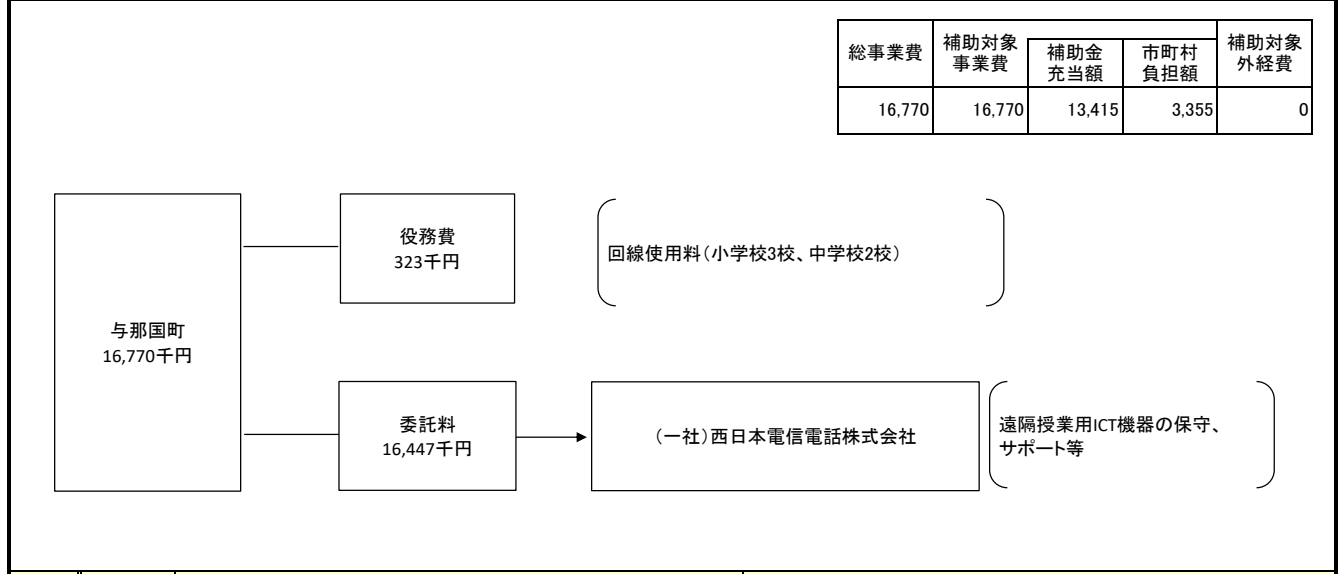 総事業費
補助対象
事業費
補助金
充当額
市町村
負担額
補助対象
外経費
16,770
16,770
13,415
3,355
0
役務費
323千円
回線使用料(小学校3校、中学校2校)
与那国町
16,770千円
委託料
16,447千円
(一社)西日本電信電話株式会社
遠隔授業用ICT機器の保守、
サポート等